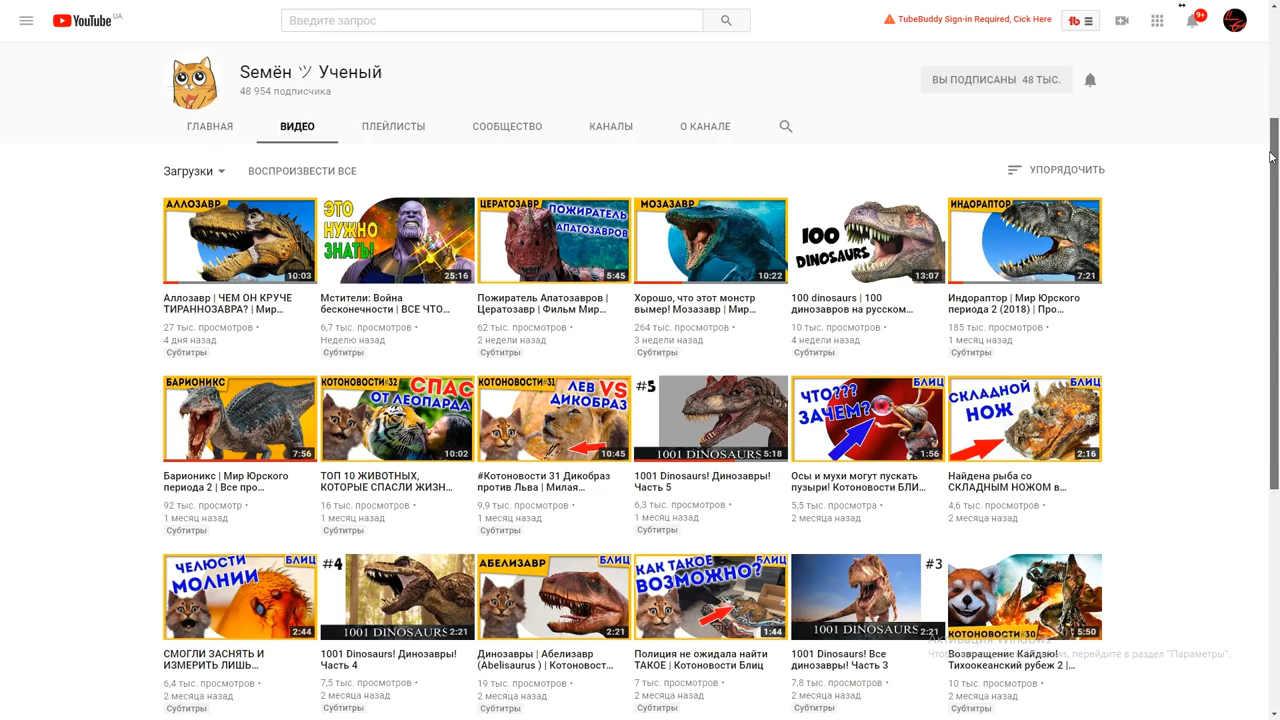 YouTube UA
Введите запрос
TubeBuddy Sign-in Required, Cick Here
tb
9+
Sемён ツ Ученый
48 954 подписчика
ВЫ ПОДПИСАНЫ 48 ТЫС.
ГЛАВНАЯ ВИДЕО ПЛЕЙЛИСТЫ СООБЩЕСТВО КАНАЛЫ О КАНАЛЕ
Загрузки ВОСПРОИЗВЕСТИ ВСЕ УПОРЯДОЧИТЬ
АЛЛОЗАВР
10:03
Аллозавр | ЧЕМ ОН КРУЧЕ
ТИРАННОЗАВРА? | Мир...
27 тыс. просмотров •
4 дня назад
Субтитры
ЭТО
НУЖНО
ЗНАТЬ!
25:16
Мстители: Война
бесконечности | ВСЕ ЧТО...
6,7 тыс. просмотров •
Неделю назад
Субтитры
ЦЕРАТОЗАВР
ПОЖИРАТЕЛЬ
АПАТОЗАВРОВ
5:45
Пожиратель Апатозавров |
Цератозавр | Фильм Мир...
62 тыс. просмотров •
2 недели назад
Субтитры
МОЗАЗАВР
10:22
Хорошо, что этот монстр
вымер! Мозазавр | Мир...
264 тыс. просмотров •
3 недели назад
Субтитры
100
DINOSAURS
13:07
100 dinosaurs | 100
динозавров на русском...
10 тыс. просмотров •
4 недели назад
Субтитры
ИНДОРАПТОР
7:21
Индораптор | Мир Юрского
периода 2 (2018) | Про...
185 тыс. просмотров •
1 месяц назад
Субтитры
БАРИОНИКС
7:56
Барионикс | Мир Юрского
периода 2 | Все про...
92 тыс. просмотр •
1 месяц назад
Субтитры
КОТОНОВОСТИ#32
СПАС
ОТ ЛЕОПАРДА
10:02
ТОП 10 ЖИВОТНЫХ,
КОТОРЫЕ СПАСЛИ ЖИЗН...
16 тыс. просмотров •
1 месяц назад
Субтитры
КОТОНОВОСТИ#31
ЛЕВ VS
ДИКОБРАЗ
10:45
#Котоновости 31 Дикобраз
против Льва | Милая...
9,9 тыс. просмотров •
1 месяц назад
Субтитры
#5
1001 DINOSAURS
5:18
1001 Dinosaurs! Динозавры!
Часть 5
6,3 тыс. просмотров •
1 месяц назад
Субтитры
БЛИЦ
ЧТО???
ЗАЧЕМ?
1:56
Осы и мухи могут пускать
пузыри! Котоновости БЛИ...
5,5 тыс. просмотра •
2 месяца назад
БЛИЦ
СКЛАДНОЙ
НОЖ
2:16
Найдена рыба со
СКЛАДНЫМ НОЖОМ в...
4,6 тыс. просмотров •
2 месяца назад
БЛИЦ
ЧЕЛЮСТИ
МОЛНИИ
2:44
СМОГЛИ ЗАСНЯТЬ И
ИЗМЕРИТЬ ЛИШЬ...
6,4 тыс. просмотров •
2 месяца назад
Субтитры
#4
1001 DINOSAURS
2:21
1001 Dinosaurs! Динозавры!
Часть 4
7,5 тыс. просмотров •
2 месяца назад
Субтитры
АБЕЛИЗАВР
БЛИЦ
2:21
Динозавры | Абелизавр
(Abelisaurus ) | Котоновост...
19 тыс. просмотров •
2 месяца назад
Субтитры
БЛИЦ
КАК ТАКОЕ
ВОЗМОЖНО?
1:44
Полиция не ожидала найти
ТАКОЕ | Котоновости Блиц
7 тыс. просмотров •
2 месяца назад
Субтитры
#3
1001 DINOSAURS
2:21
1001 Dinosaurs! Все
динозавры! Часть 3
7,8 тыс. просмотров •
2 месяца назад
Субтитры
КОТОНОВОСТИ#30
5:50
Возвращение Кайдзю!
Тихоокеанский рубеж 2 |...
10 тыс. просмотров •
2 месяца назад
Субтитры
Активация Windows
перейдите в раздел "Параметры".